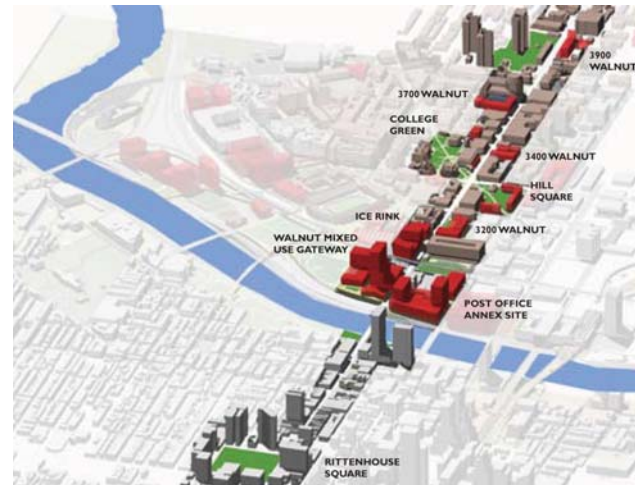 3900
WALNUT
3700 WALNUT
COLLEGE
GREEN
3400 WALNUT
HILL
SQUARE
ICE RINK
3200 WALNUT
WALNUT MIXED
USE GATEWAY
POST OFFICE
ANNEX SITE
RITTENHOUSE
SQUARE